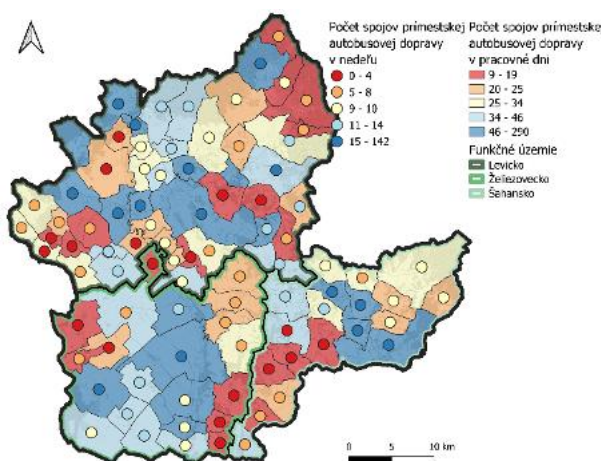 Počet spojov prímestskej
autobusovej dopravy
v nedeľu
0 - 4
5 - 8
9 - 10
11 - 14
15 - 142
Počet spojov prímestskej
autobusovej dopravy
v pracovné dni
9 - 19
20 - 25
25 - 34
34 - 46
46 - 290
Funkčné územie
Levicko
Želiezovecko
Šahansko
0 5 10 km